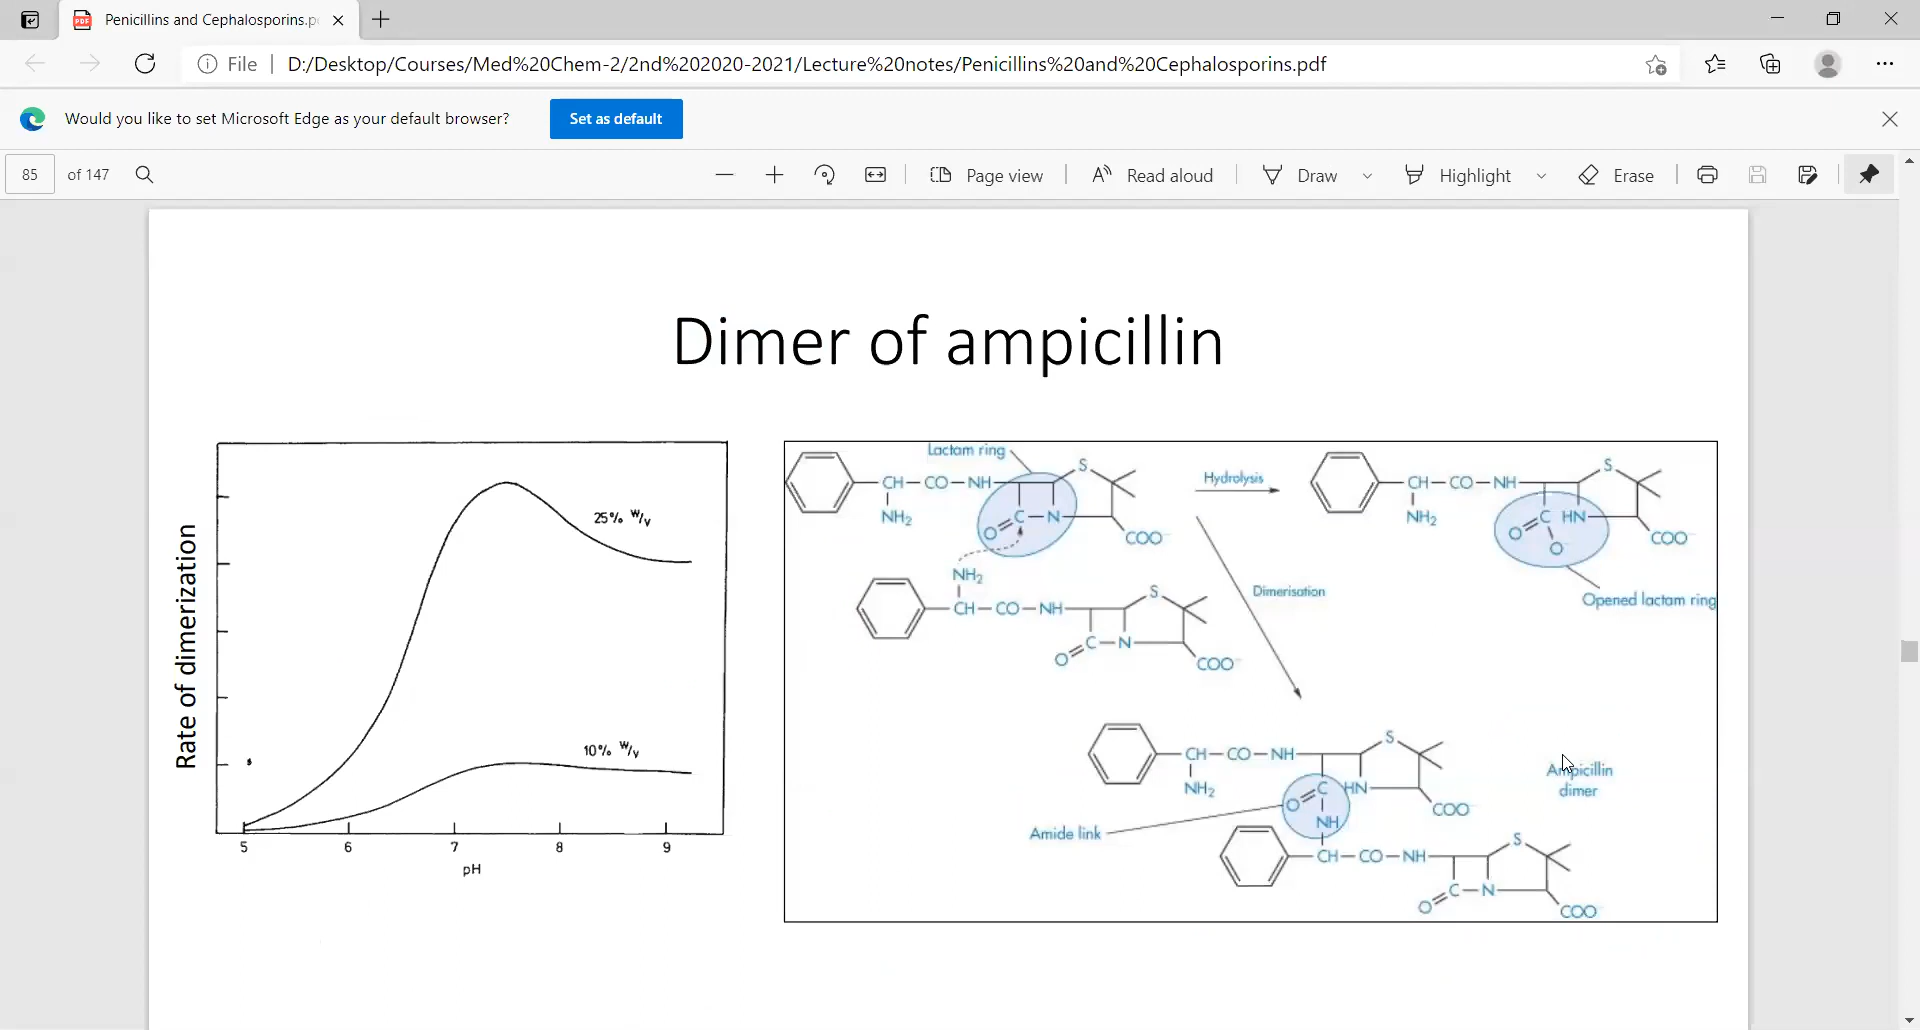 Penicillins and Cephalosporins.p
File
D:/Desktop/Courses/Med%20Chem-2/2nd%202020-2021/Lecture%20notes/Penicillins%20and%20Cephalosporins.pdf
Would you like to set Microsoft Edge as your default browser?
Set as default
85 of 147
Page view
Read aloud
Draw
Highlight
Erase
Dimer of ampicillin
Rate of dimerization
25% w/v
10% w/v
5 6 7 8 9
pH
Lactam ring
S
CH–CO–NH
NH₂
O
C–N
COO⁻
Hydrolysis
S
CH–CO–NH
NH₂
C HN
O
O⁻
COO⁻
Opened lactam ring
NH₂
S
CH–CO–NH
C–N
O
COO⁻
Dimerisation
S
CH–CO–NH
NH₂
O
C HN
COO⁻
NH
Amide link
Ampicillin
dimer
S
CH–CO–NH
C–N
O
COO⁻